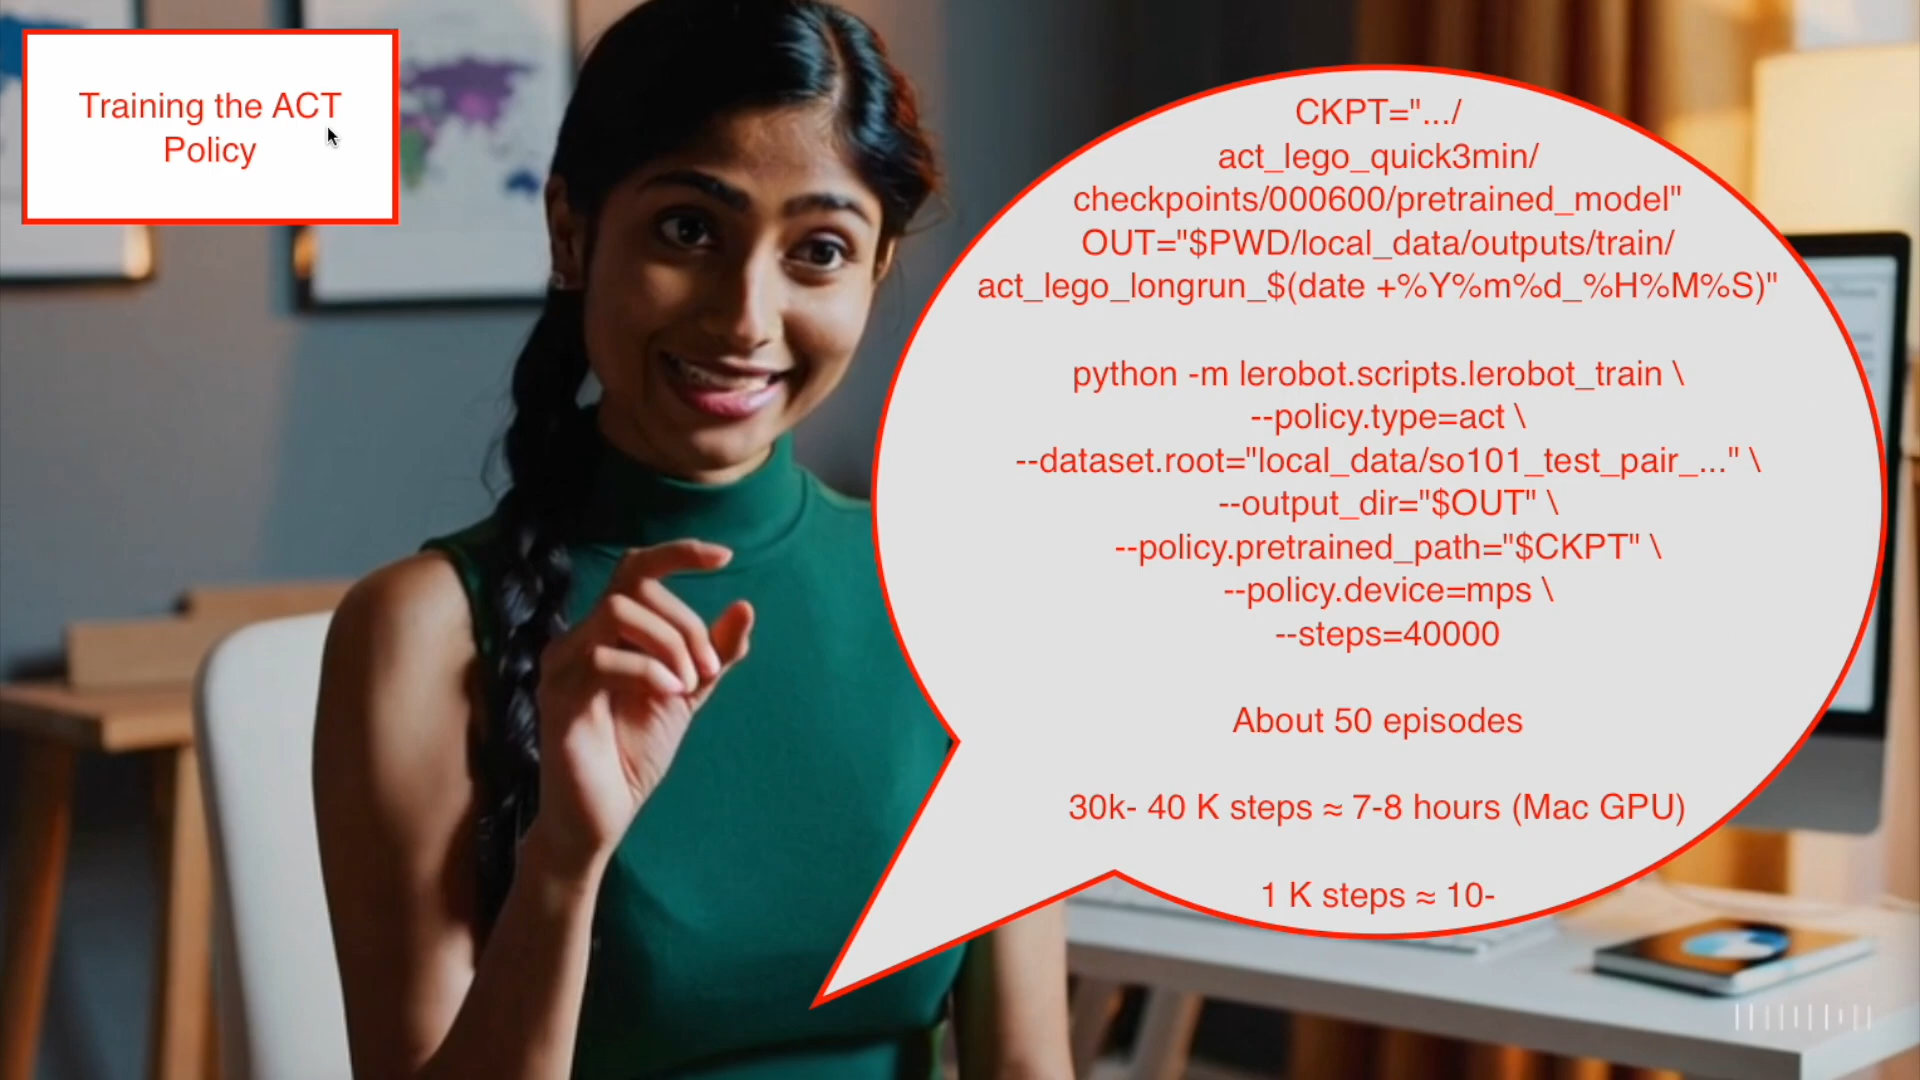 Training the ACT
Policy
CKPT=".../
act_lego_quick3min/
checkpoints/000600/pretrained_model"
OUT="$PWD/local_data/outputs/train/
act_lego_longrun_$(date +%Y%m%d_%H%M%S)"
python -m lerobot.scripts.lerobot_train \
--policy.type=act \
--dataset.root="local_data/so101_test_pair_..." \
--output_dir="$OUT" \
--policy.pretrained_path="$CKPT" \
--policy.device=mps \
--steps=40000
About 50 episodes
30k- 40 K steps ≈ 7-8 hours (Mac GPU)
1 K steps ≈ 10-